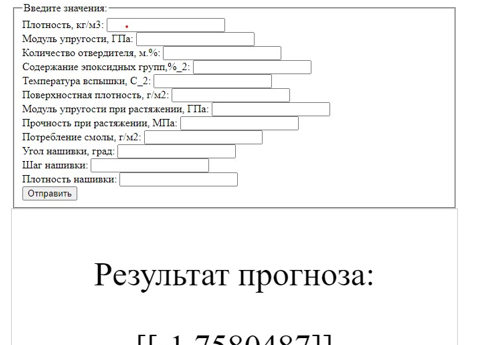 Введите значения:
Плотность, кг/м3:
Модуль упругости, ГПа:
Количество отвердителя, м.%:
Содержание эпоксидных групп,%_2:
Температура вспышки, С_2:
Поверхностная плотность, г/м2:
Модуль упругости при растяжении, ГПа:
Прочность при растяжении, МПа:
Потребление смолы, г/м2:
Угол нашивки, град:
Шаг нашивки:
Плотность нашивки:
Отправить
Результат прогноза:
[[-1.7580487]]